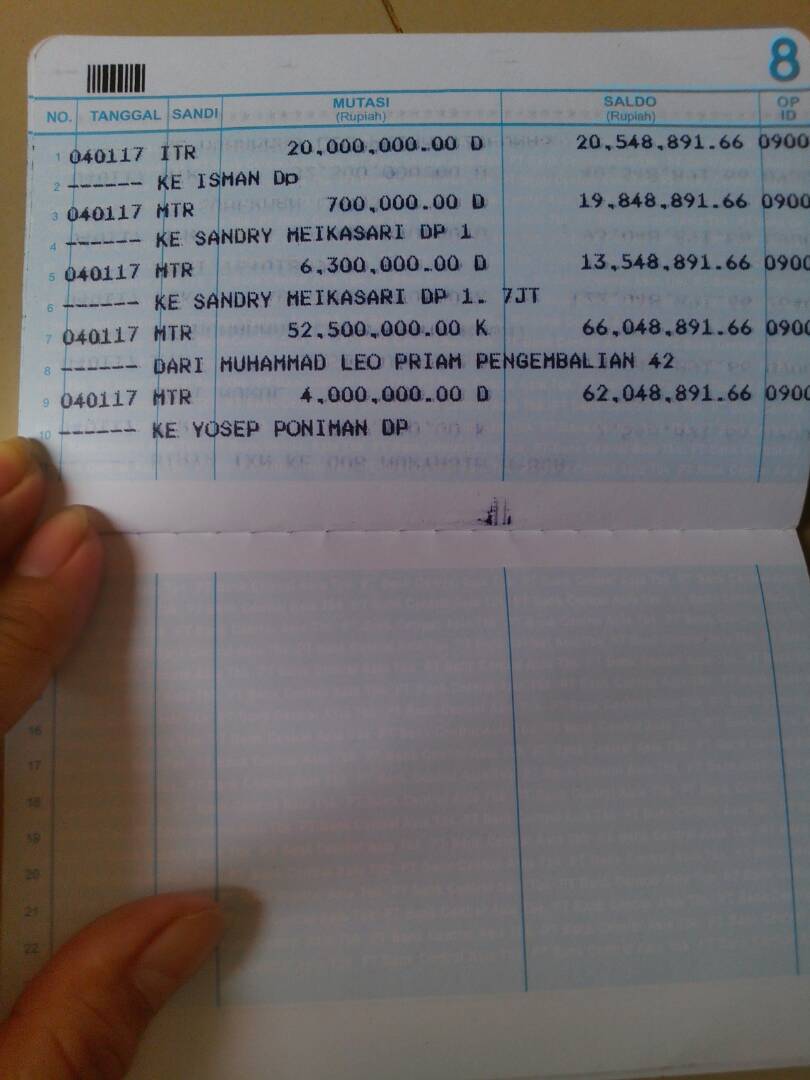 8
NO. TANGGAL SANDI MUTASI (Rupiah) SALDO (Rupiah) OP ID
1 040117 ITR 20,000,000.00 D 20,548,891.66 0900
2 ------ KE ISMAN Dp
3 040117 MTR 700,000.00 D 19,848,891.66 0900
4 ------ KE SANDRY MEIKASARI DP 1
5 040117 MTR 6,300,000.00 D 13,548,891.66 0900
6 ------ KE SANDRY MEIKASARI DP 1. 7JT
7 040117 MTR 52,500,000.00 K 66,048,891.66 0900
8 ------ DARI MUHAMMAD LEO PRIAM PENGEMBALIAN 42
9 040117 MTR 4,000,000.00 D 62,048,891.66 0900
10 ------ KE YOSEP PONIMAN DP
16
17
18
19
20
21
22